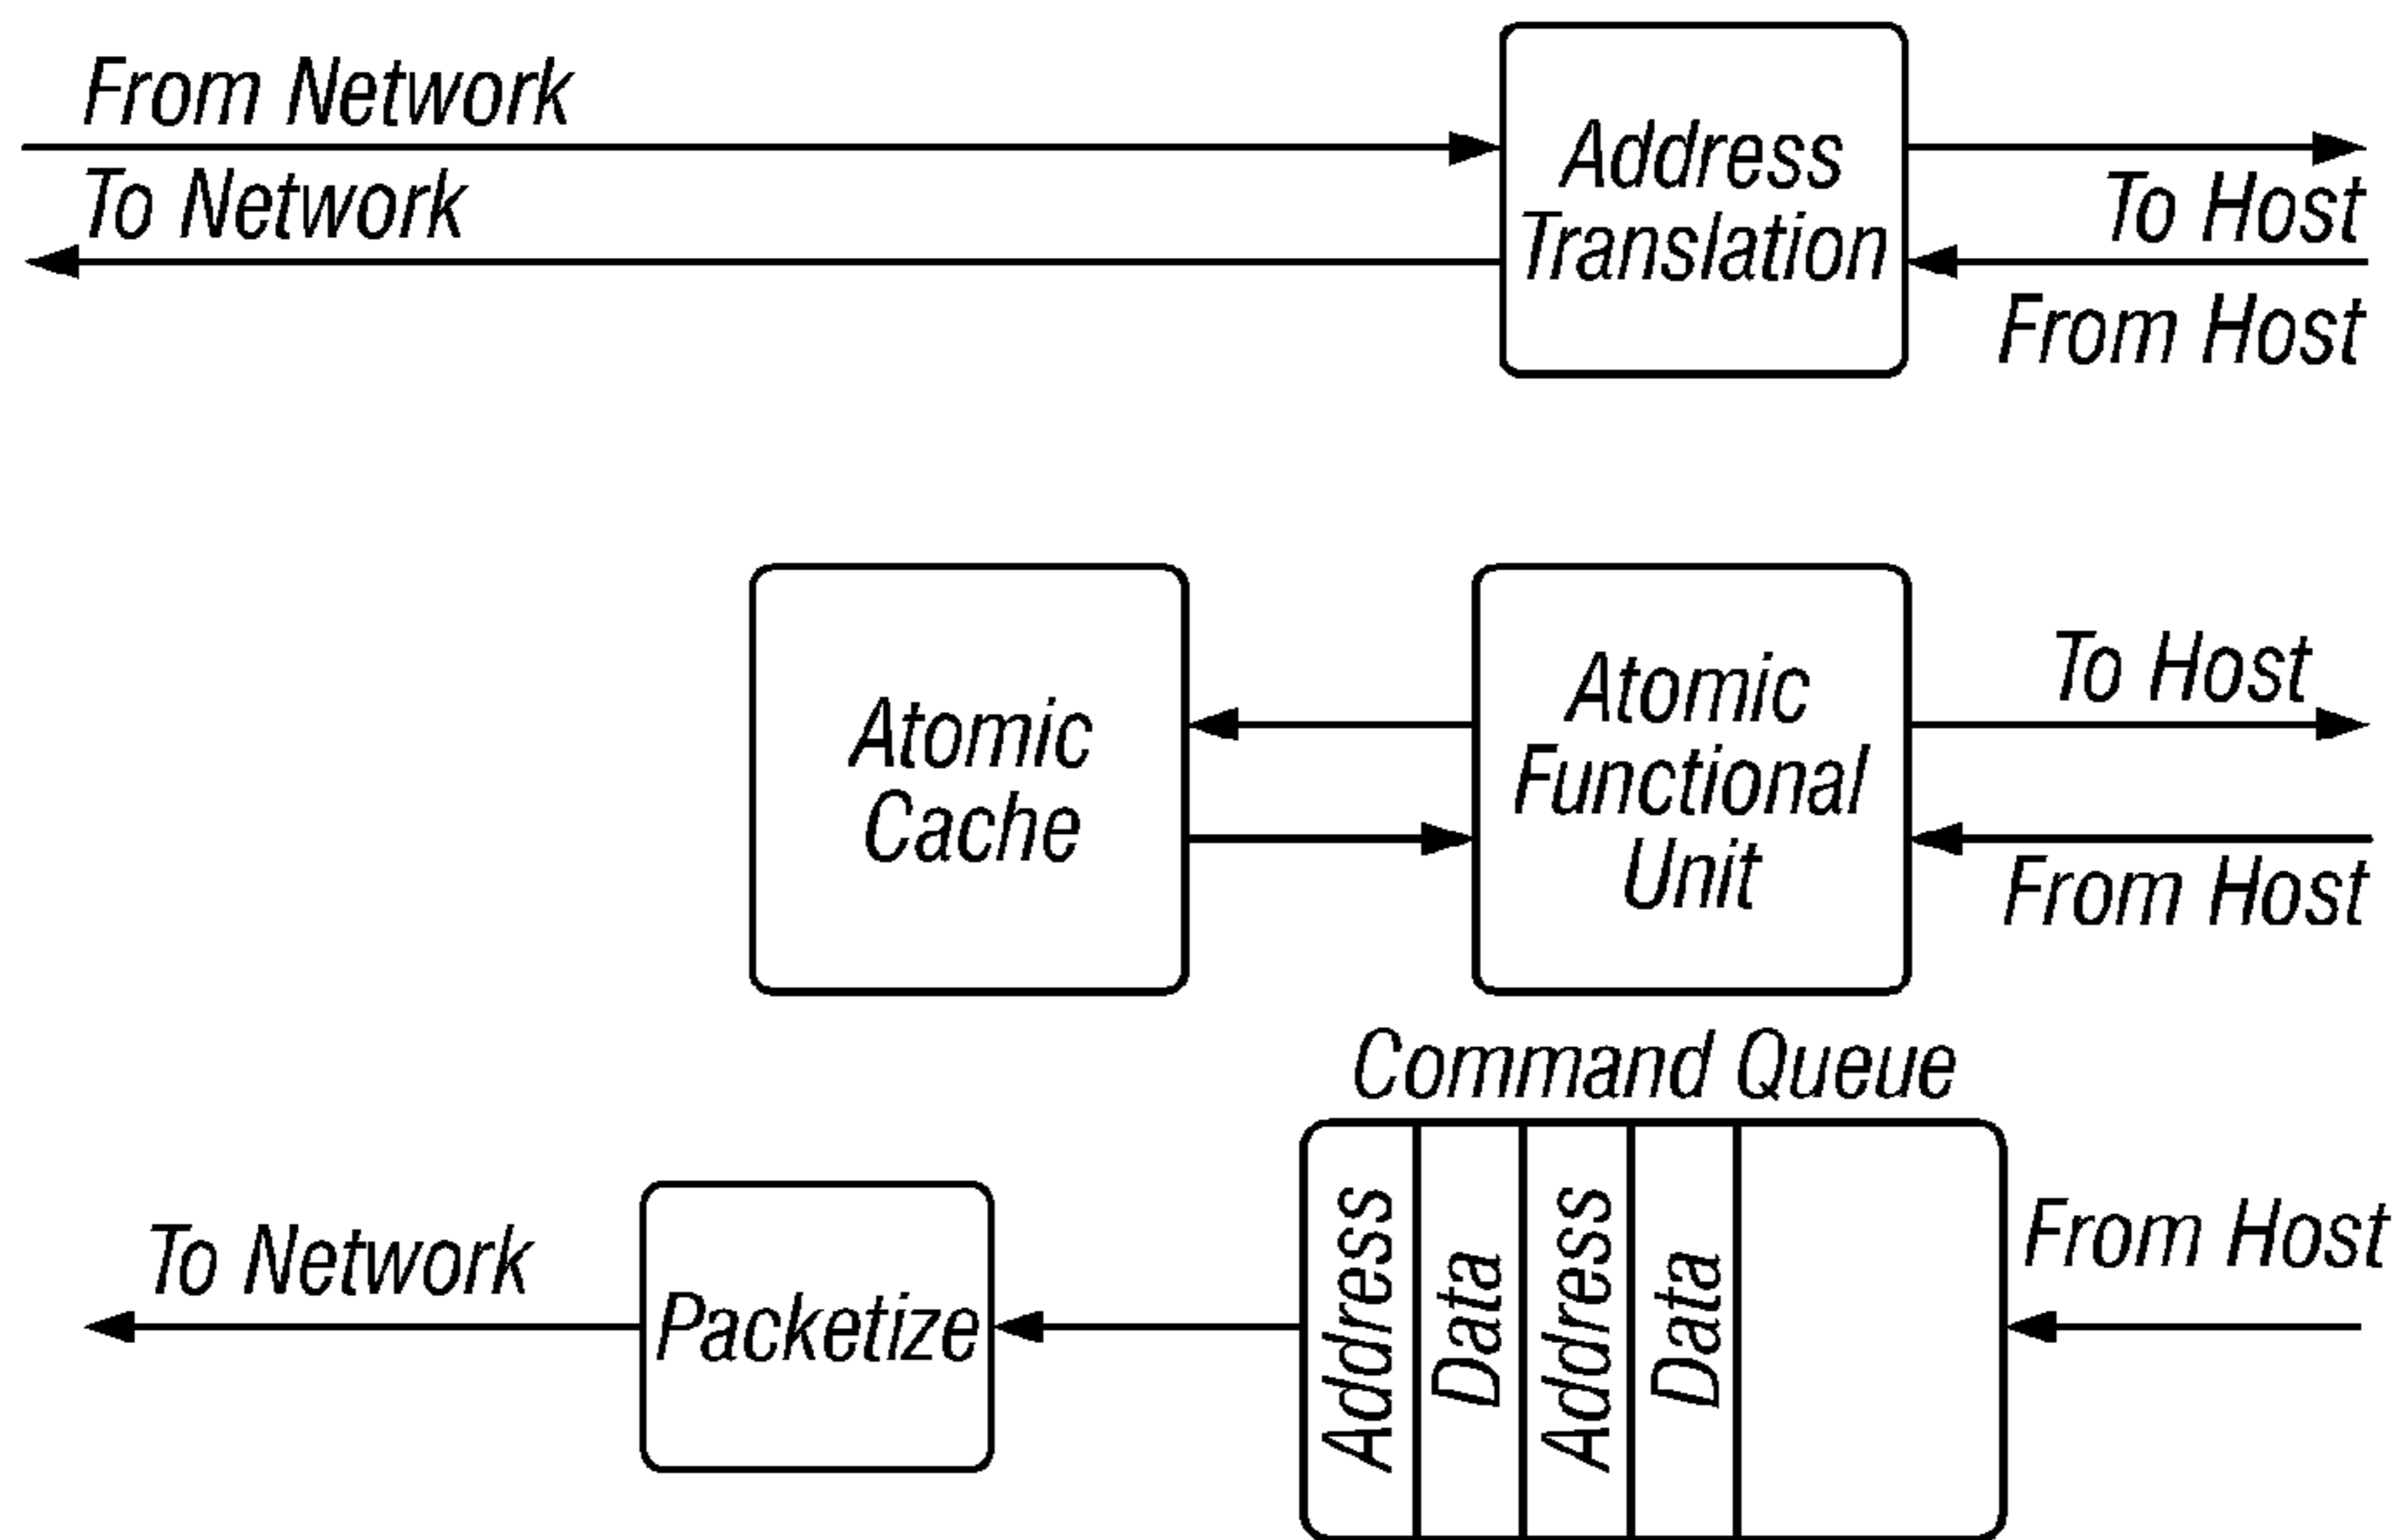 From Network
To Network
Address
Translation
To Host
From Host
Atomic
Cache
Atomic
Functional
Unit
To Host
From Host
Command Queue
To Network
Packetize
Address
Data
Address
Data
From Host